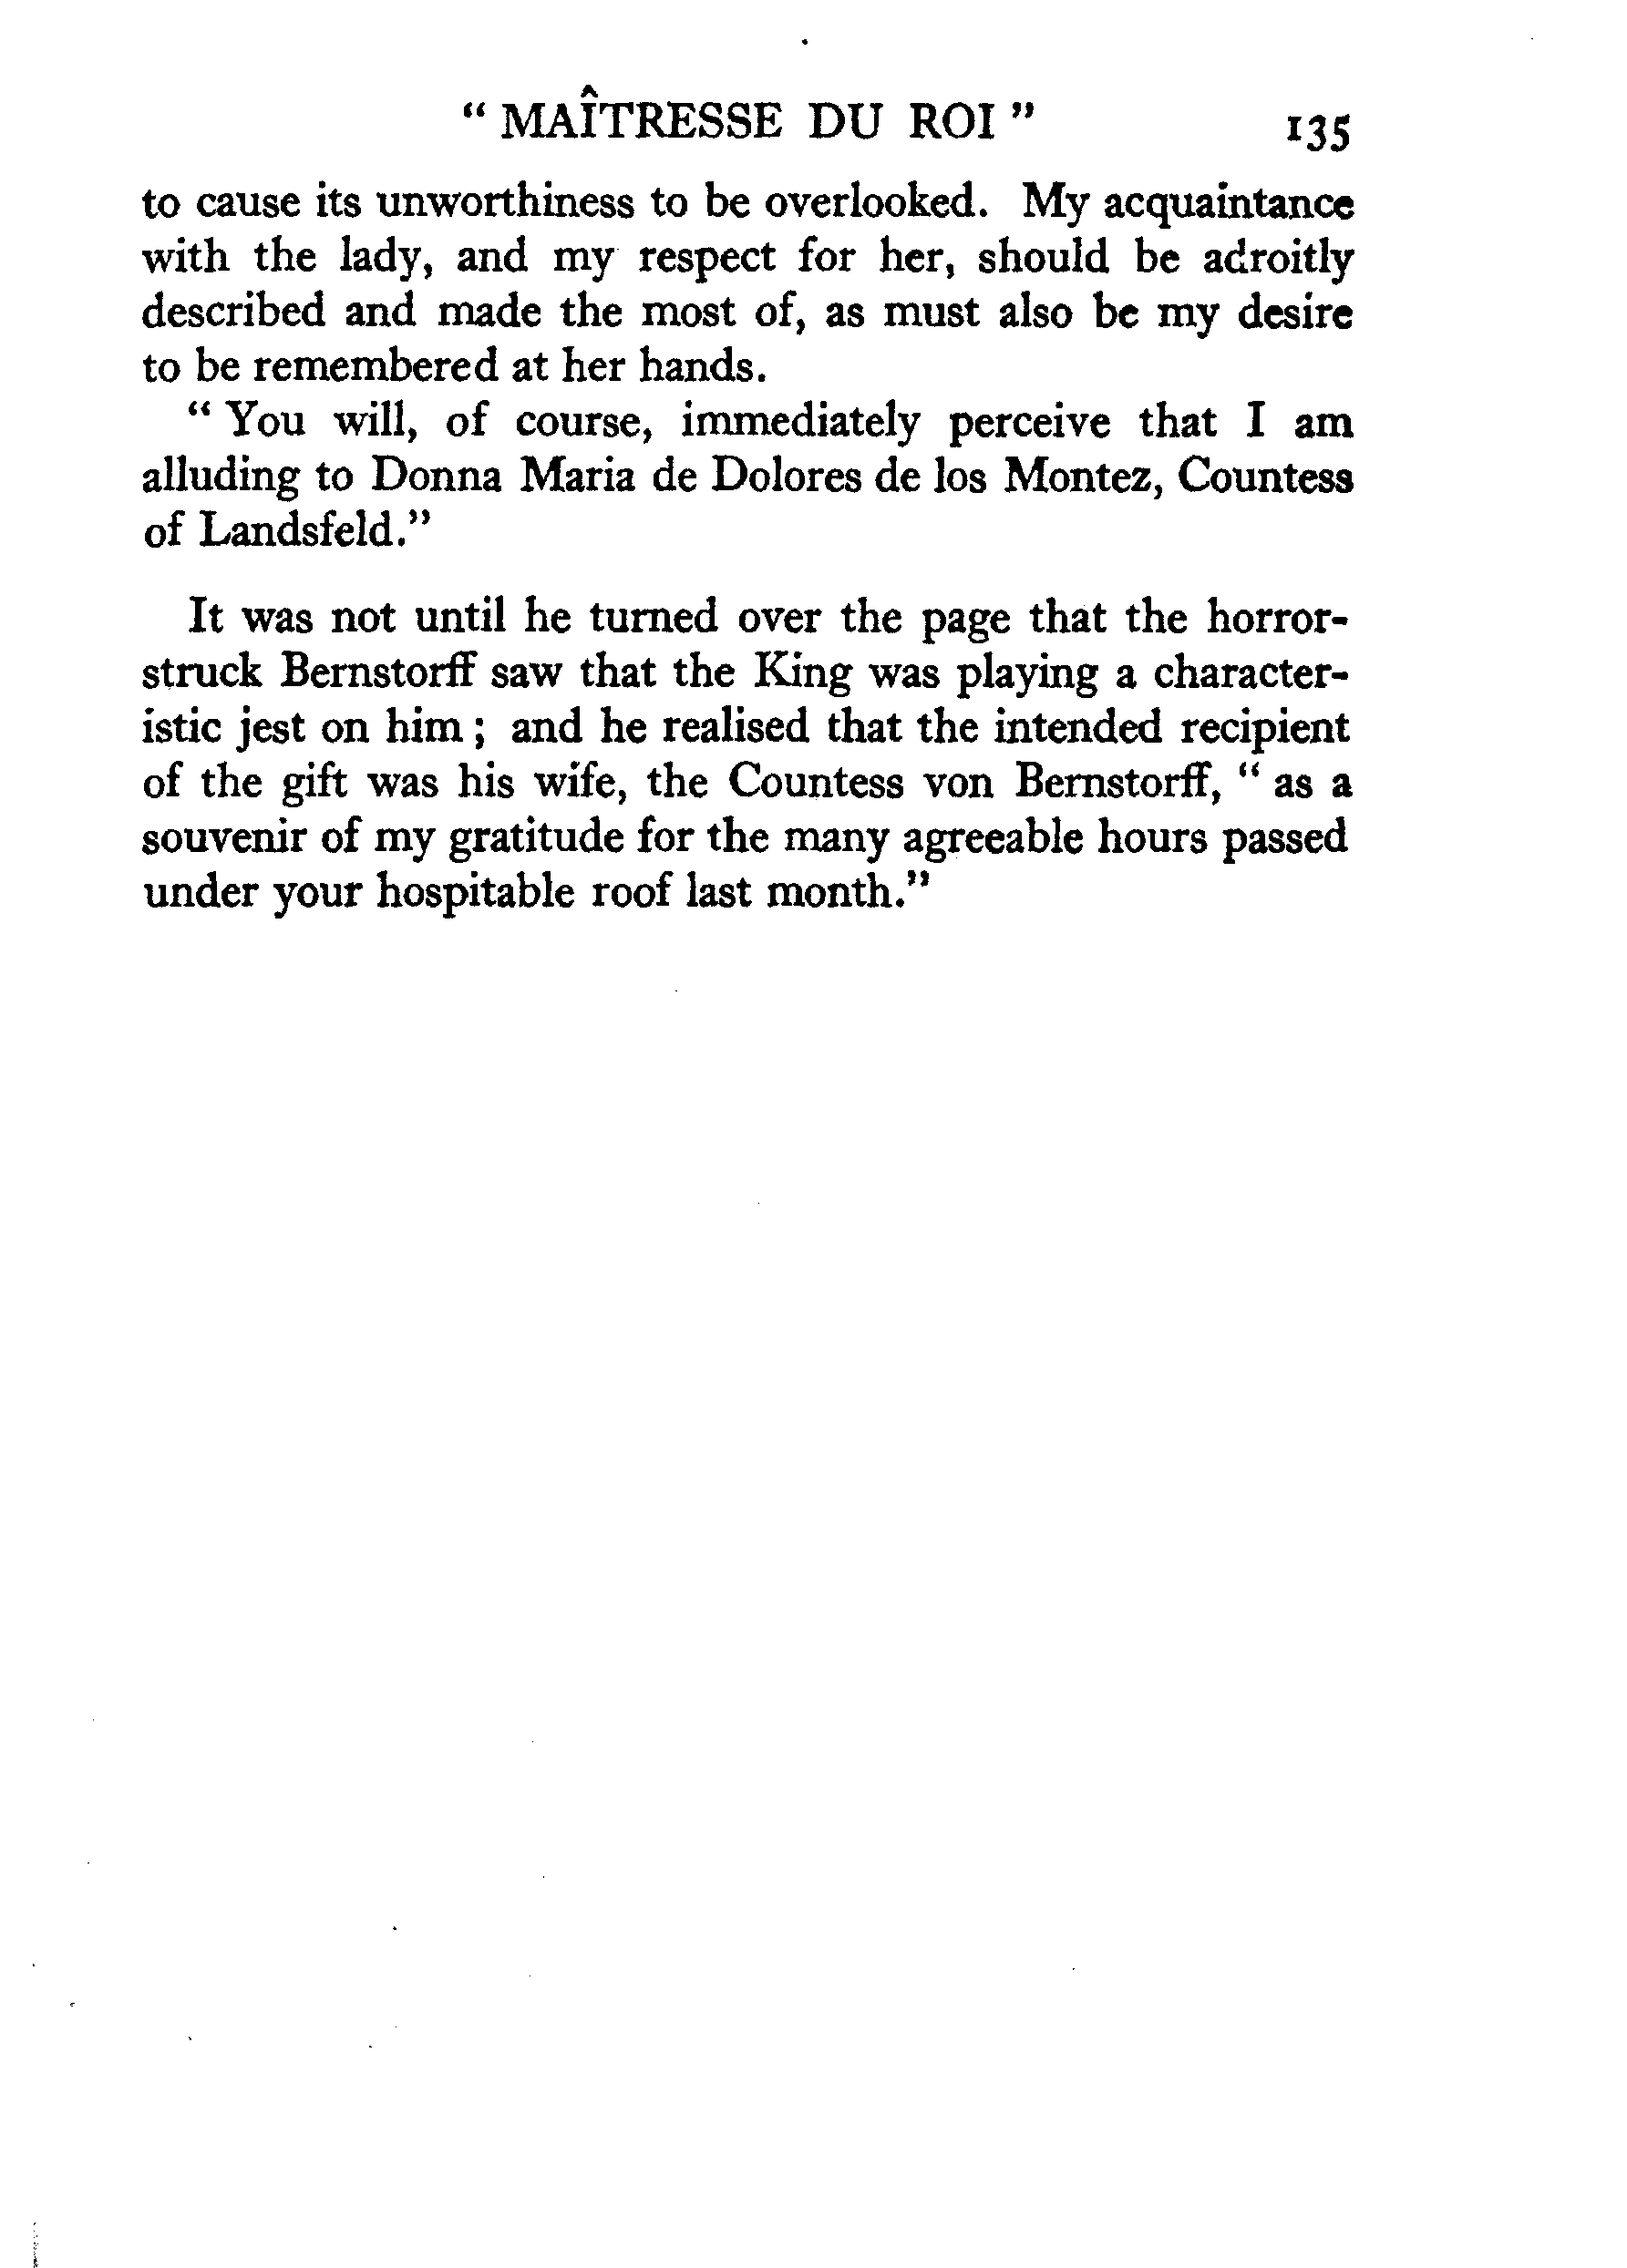 “ MAÎTRESSE DU ROI ” 135
to cause its unworthiness to be overlooked. My acquaintance
with the lady, and my respect for her, should be adroitly
described and made the most of, as must also be my desire
to be remembered at her hands.
“ You will, of course, immediately perceive that I am
alluding to Donna Maria de Dolores de los Montez, Countess
of Landsfeld.”
It was not until he turned over the page that the horror-
struck Bernstorff saw that the King was playing a character-
istic jest on him ; and he realised that the intended recipient
of the gift was his wife, the Countess von Bernstorff, “ as a
souvenir of my gratitude for the many agreeable hours passed
under your hospitable roof last month.”